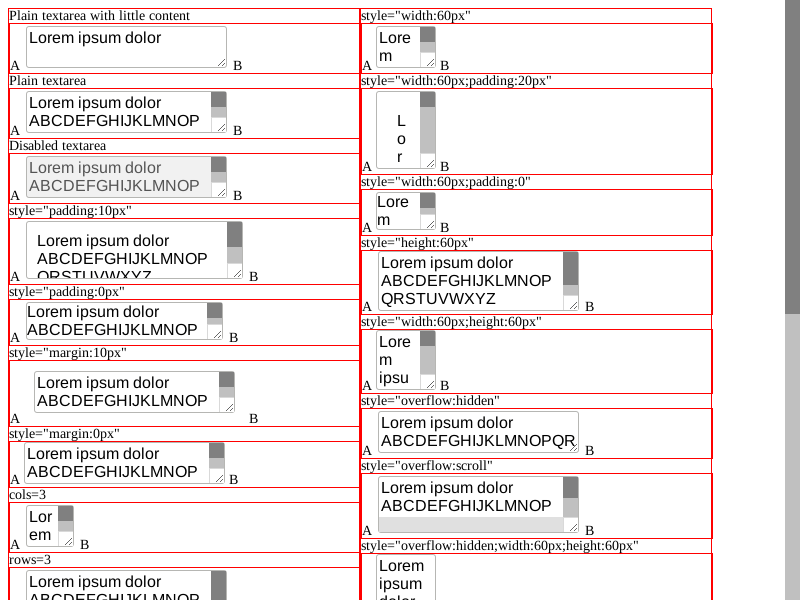 Plain textarea with little content
A Lorem ipsum dolor B
Plain textarea
Lorem ipsum dolor
A ABCDEFGHIJKLMNOP B
Disabled textarea
Lorem ipsum dolor
A ABCDEFGHIJKLMNOP B
style="padding:10px"
Lorem ipsum dolor
ABCDEFGHIJKLMNOP
A QRSTUVWXYZ B
style="padding:0px"
Lorem ipsum dolor
A ABCDEFGHIJKLMNOP B
style="margin:10px"
Lorem ipsum dolor
ABCDEFGHIJKLMNOP
A B
style="margin:0px"
Lorem ipsum dolor
A ABCDEFGHIJKLMNOP B
cols=3
Lor
em
A B
rows=3
Lorem ipsum dolor
ABCDEFGHIJKLMNOP
style="width:60px"
Lore
m
A B
style="width:60px;padding:20px"
L
o
r
A B
style="width:60px;padding:0"
Lore
m
A B
style="height:60px"
Lorem ipsum dolor
ABCDEFGHIJKLMNOP
QRSTUVWXYZ
A B
style="width:60px;height:60px"
Lore
m
ipsu
A B
style="overflow:hidden"
Lorem ipsum dolor
ABCDEFGHIJKLMNOPQR
A B
style="overflow:scroll"
Lorem ipsum dolor
ABCDEFGHIJKLMNOP
A B
style="overflow:hidden;width:60px;height:60px"
Lorem
ipsum
dolor